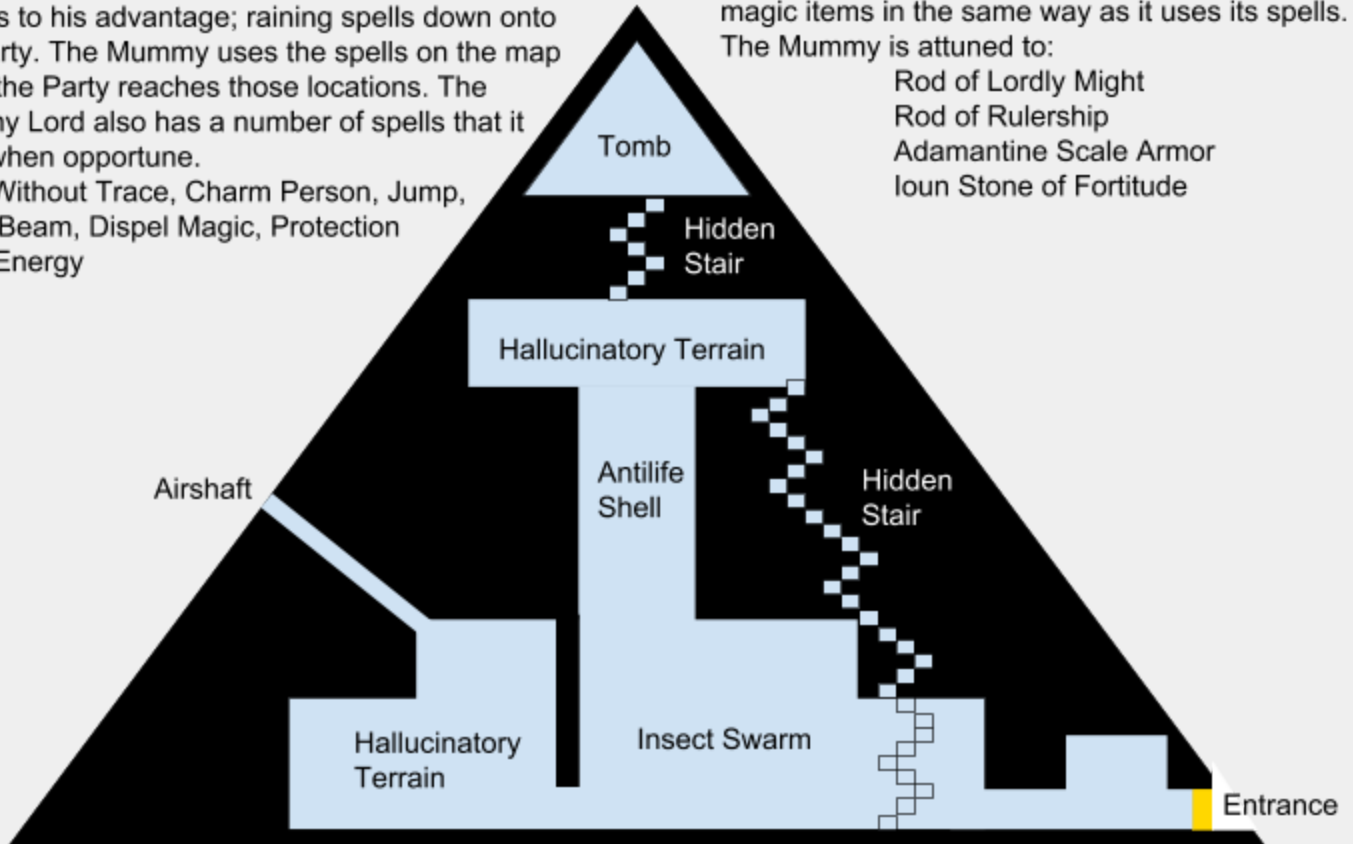 s to his advantage; raining spells down onto
rty. The Mummy uses the spells on the map
the Party reaches those locations. The
ny Lord also has a number of spells that it
when opportune.
Without Trace, Charm Person, Jump,
Beam, Dispel Magic, Protection
Energy
magic items in the same way as it uses its spells.
The Mummy is attuned to:
Rod of Lordly Might
Rod of Rulership
Adamantine Scale Armor
Ioun Stone of Fortitude
Tomb
Hidden
Stair
Hallucinatory Terrain
Airshaft
Antilife
Shell
Hidden
Stair
Hallucinatory
Terrain
Insect Swarm
Entrance